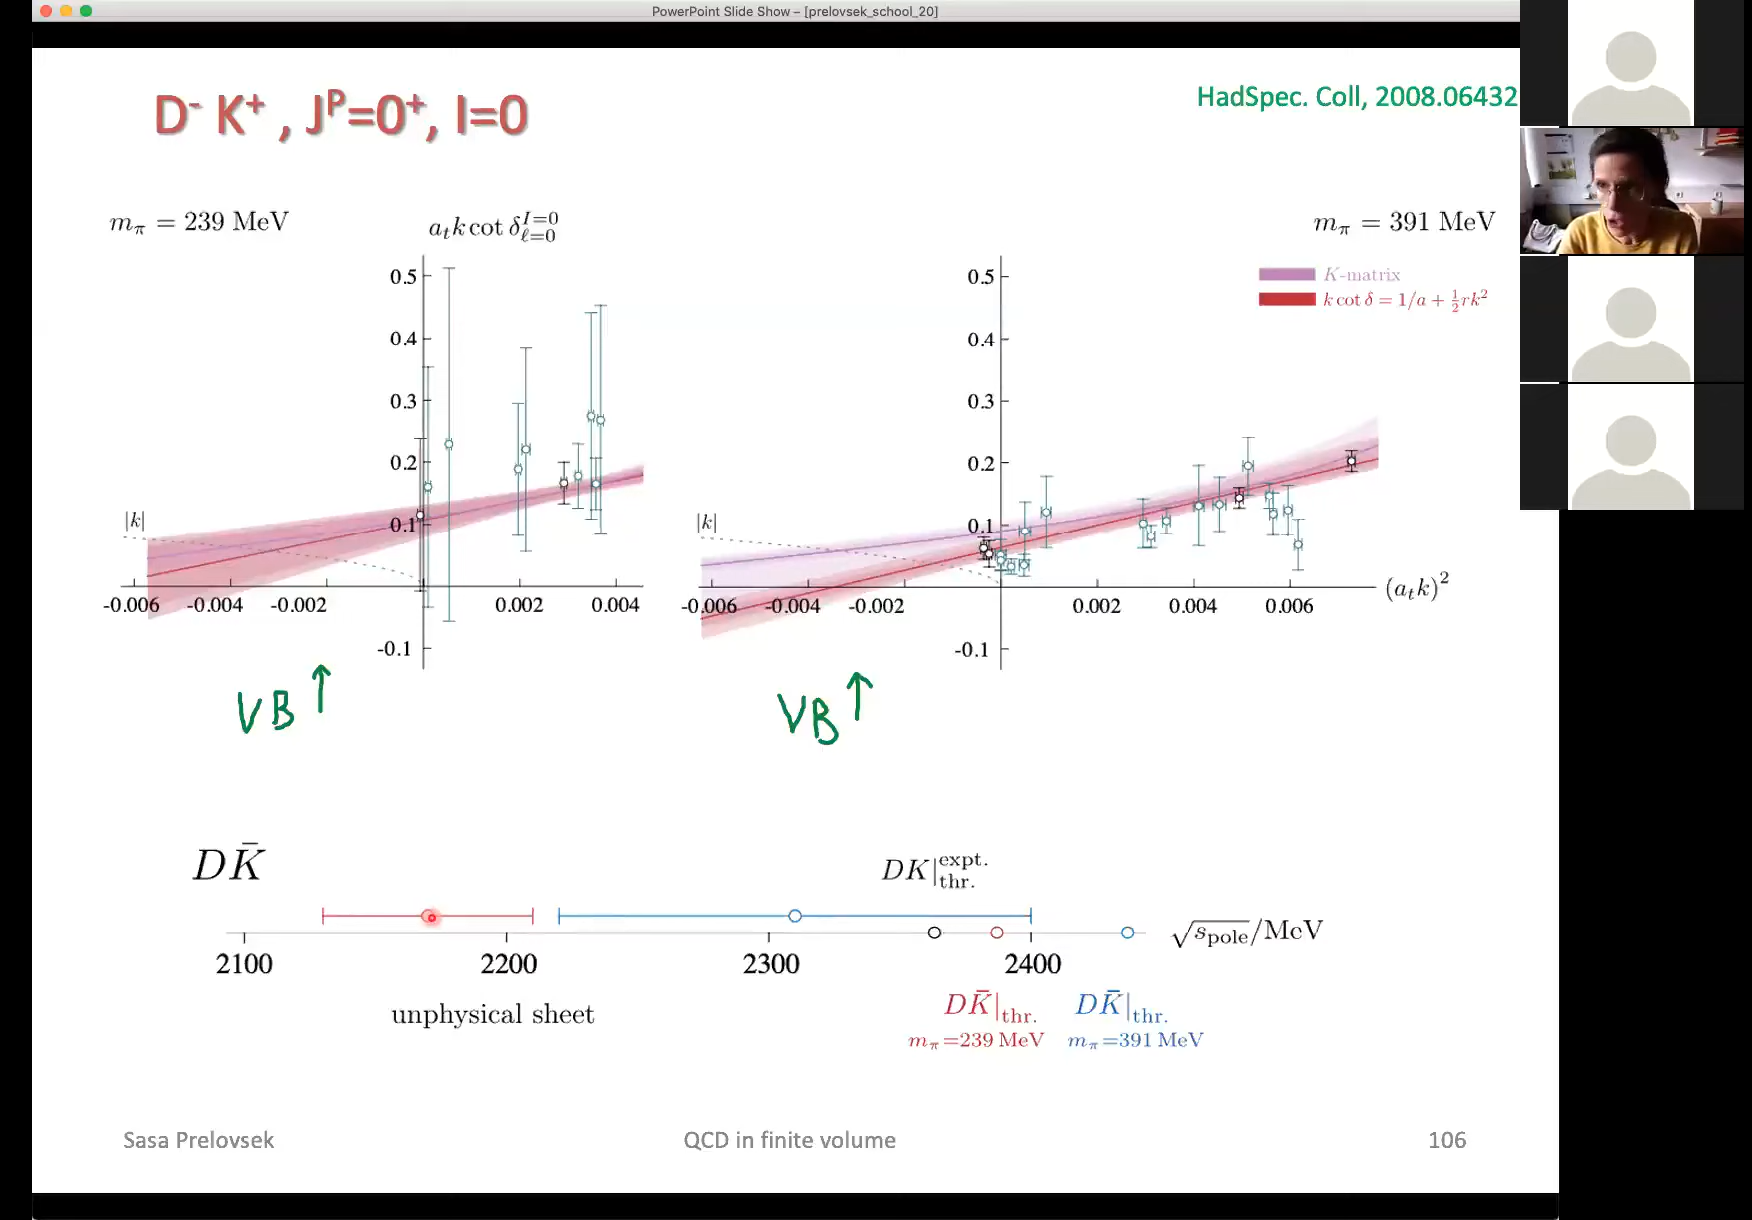 PowerPoint Slide Show – [prelovsek_school_20]
D⁻ K⁺ , Jᴾ=0⁺, I=0
HadSpec. Coll, 2008.06432
m_π = 239 MeV
a_t k cot δ_{ℓ=0}^{I=0}
m_π = 391 MeV
K-matrix
k cot δ = 1/a + ½rk²
0.5
0.4
0.3
0.2
0.1
-0.1
|k|
-0.006 -0.004 -0.002 0.002 0.004
0.5
0.4
0.3
0.2
0.1
-0.1
|k|
-0.006 -0.004 -0.002 0.002 0.004 0.006
(a_t k)²
VB ↑
VB ↑
DK̄
DK|_{thr.}^{expt.}
√s_pole/MeV
2100 2200 2300 2400
unphysical sheet
DK̄|_{thr.}
m_π=239 MeV
DK̄|_{thr.}
m_π=391 MeV
Sasa Prelovsek
QCD in finite volume
106